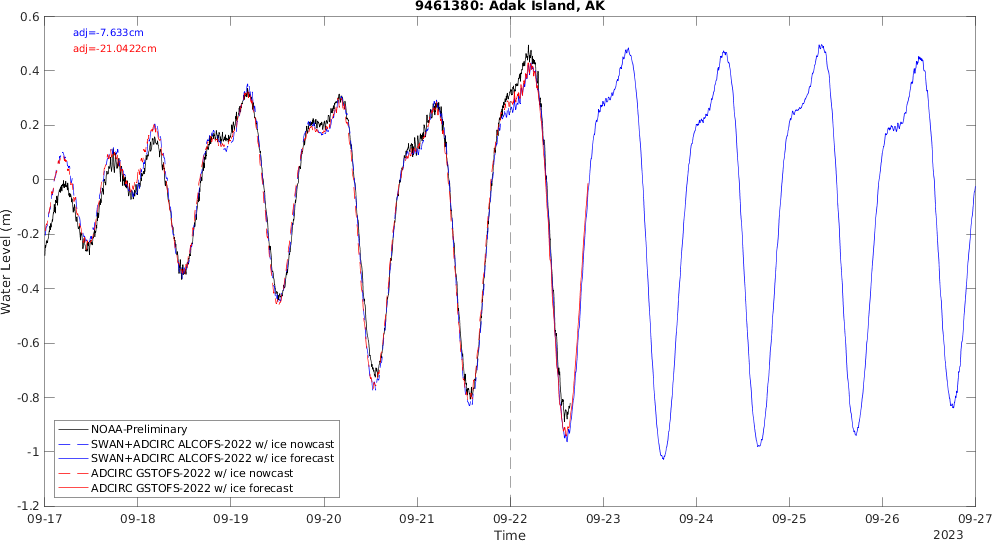 9461380: Adak Island, AK
adj=-7.633cm
adj=-21.0422cm
Water Level (m)
0.6
0.4
0.2
0
-0.2
-0.4
-0.6
-0.8
-1
-1.2
NOAA-Preliminary
SWAN+ADCIRC ALCOFS-2022 w/ ice nowcast
SWAN+ADCIRC ALCOFS-2022 w/ ice forecast
ADCIRC GSTOFS-2022 w/ ice nowcast
ADCIRC GSTOFS-2022 w/ ice forecast
09-17 09-18 09-19 09-20 09-21 09-22 09-23 09-24 09-25 09-26 09-27
Time
2023